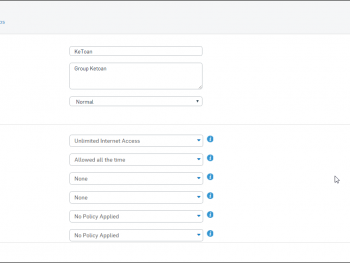 KeToan
Group Ketoan
Normal
Unlimited Internet Access
Allowed all the time
None
None
No Policy Applied
No Policy Applied